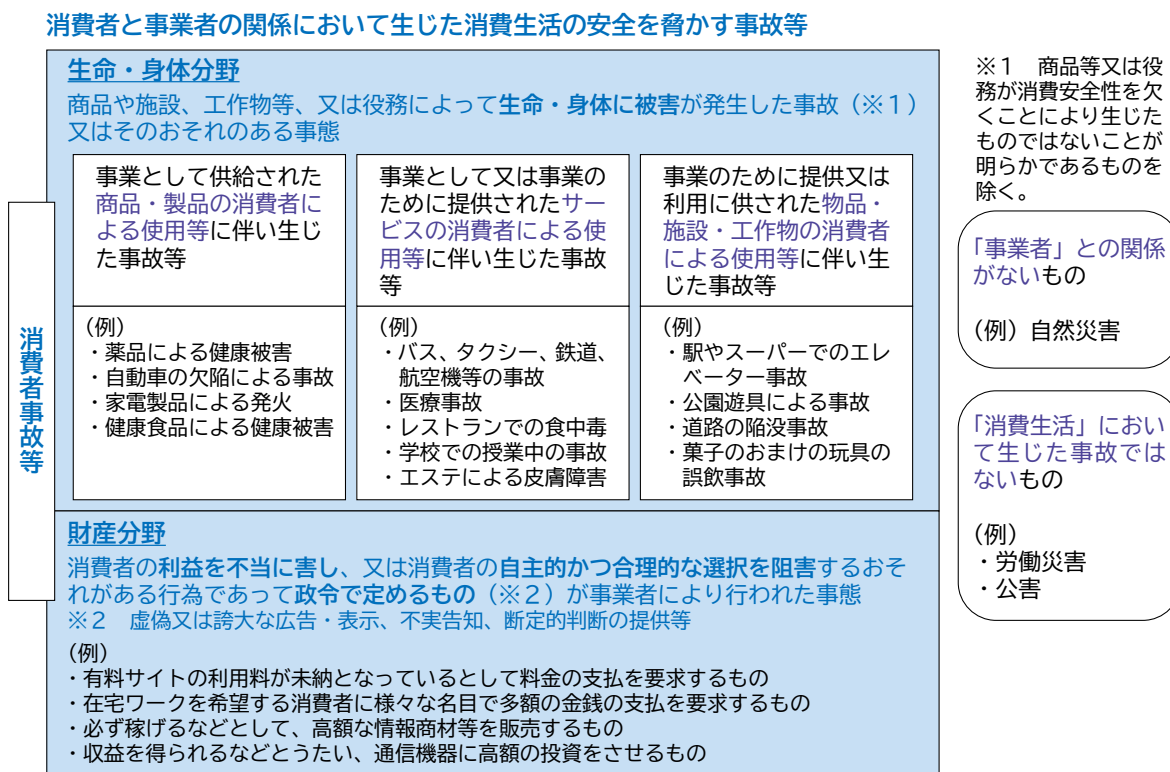 消費者と事業者の関係において生じた消費生活の安全を脅かす事故等
消費者事故等
生命・身体分野
商品や施設、工作物等、又は役務によって生命・身体に被害が発生した事故（※１）
又はそのおそれのある事態
事業として供給された
商品・製品の消費者に
よる使用等に伴い生じ
た事故等
（例）
・薬品による健康被害
・自動車の欠陥による事故
・家電製品による発火
・健康食品による健康被害
事業として又は事業の
ために提供されたサー
ビスの消費者による使
用等に伴い生じた事故
等
（例）
・バス、タクシー、鉄道、
航空機等の事故
・医療事故
・レストランでの食中毒
・学校での授業中の事故
・エステによる皮膚障害
事業のために提供又は
利用に供された物品・
施設・工作物の消費者
による使用等に伴い生
じた事故等
（例）
・駅やスーパーでのエレ
ベーター事故
・公園遊具による事故
・道路の陥没事故
・菓子のおまけの玩具の
誤飲事故
財産分野
消費者の利益を不当に害し、又は消費者の自主的かつ合理的な選択を阻害するおそ
れがある行為であって政令で定めるもの（※２）が事業者により行われた事態
※２　虚偽又は誇大な広告・表示、不実告知、断定的判断の提供等
（例）
・有料サイトの利用料が未納となっているとして料金の支払を要求するもの
・在宅ワークを希望する消費者に様々な名目で多額の金銭の支払を要求するもの
・必ず稼げるなどとして、高額な情報商材等を販売するもの
・収益を得られるなどとうたい、通信機器に高額の投資をさせるもの
※１　商品等又は役
務が消費安全性を欠
くことにより生じた
ものではないことが
明らかであるものを
除く。
「事業者」との関係
がないもの
（例）自然災害
「消費生活」におい
て生じた事故では
ないもの
（例）
・労働災害
・公害